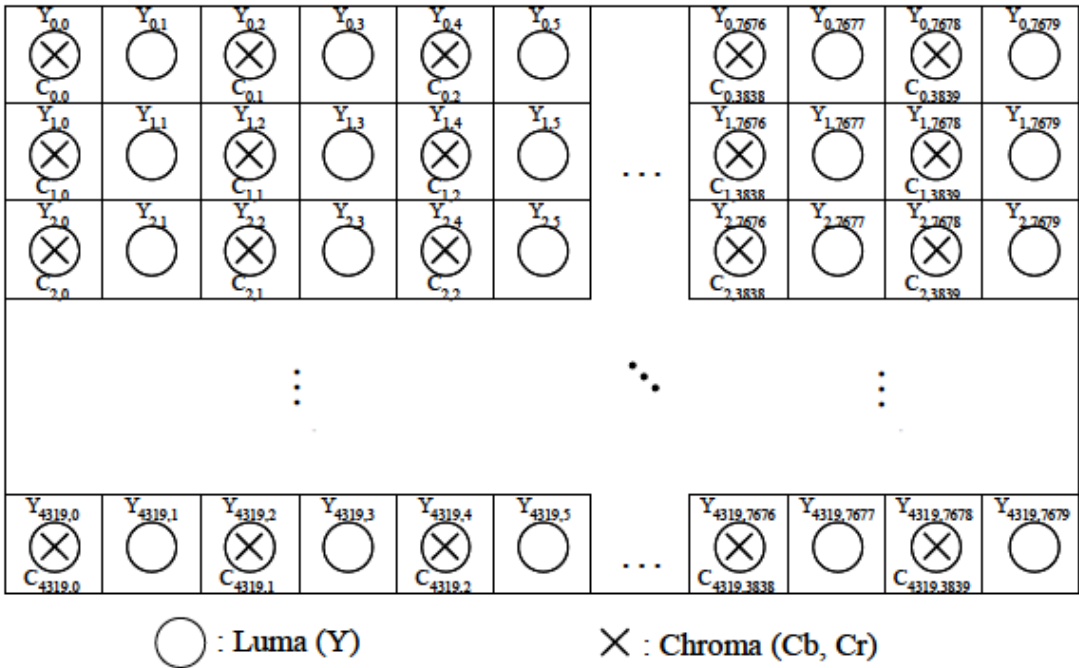 Y0,0 Y0,1 Y0,2 Y0,3 Y0,4 Y0,5 Y0,7676 Y0,7677 Y0,7678 Y0,7679
C0,0 C0,1 C0,2 C0,3838 C0,3839
Y1,0 Y1,1 Y1,2 Y1,3 Y1,4 Y1,5 Y1,7676 Y1,7677 Y1,7678 Y1,7679
...
C1,0 C1,1 C1,2 C1,3838 C1,3839
Y2,0 Y2,1 Y2,2 Y2,3 Y2,4 Y2,5 Y2,7676 Y2,7677 Y2,7678 Y2,7679
C2,0 C2,1 C2,2 C2,3838 C2,3839
Y4319,0 Y4319,1 Y4319,2 Y4319,3 Y4319,4 Y4319,5 Y4319,7676 Y4319,7677 Y4319,7678 Y4319,7679
...
C4319,0 C4319,1 C4319,2 C4319,3838 C4319,3839
: Luma (Y) : Chroma (Cb, Cr)